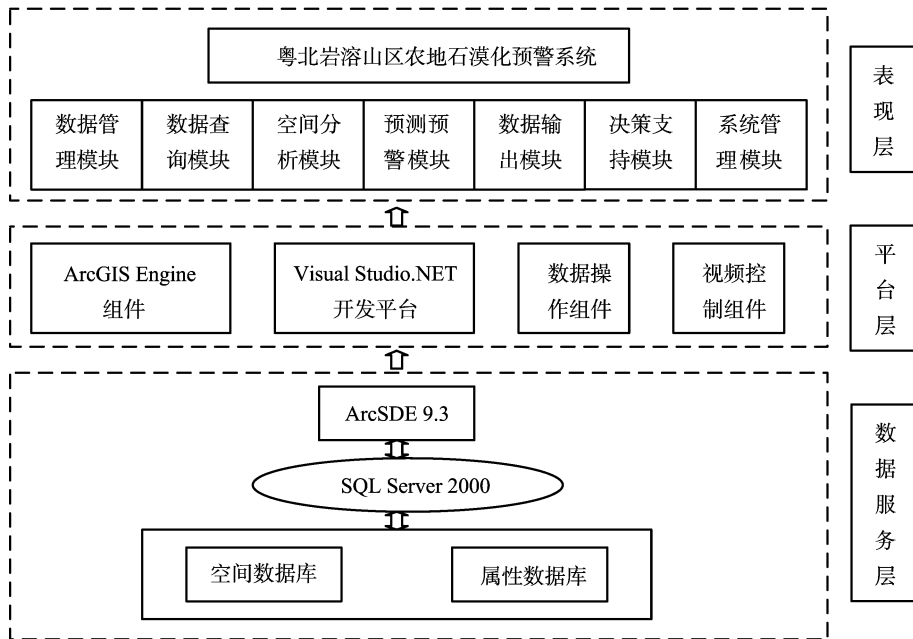 粤北岩溶山区农地石漠化预警系统
数据管
理模块
数据查
询模块
空间分
析模块
预测预
警模块
数据输
出模块
决策支
持模块
系统管
理模块
表
现
层
ArcGIS Engine
组件
Visual Studio.NET
开发平台
数据操
作组件
视频控
制组件
平
台
层
ArcSDE 9.3
SQL Server 2000
空间数据库
属性数据库
数
据
服
务
层